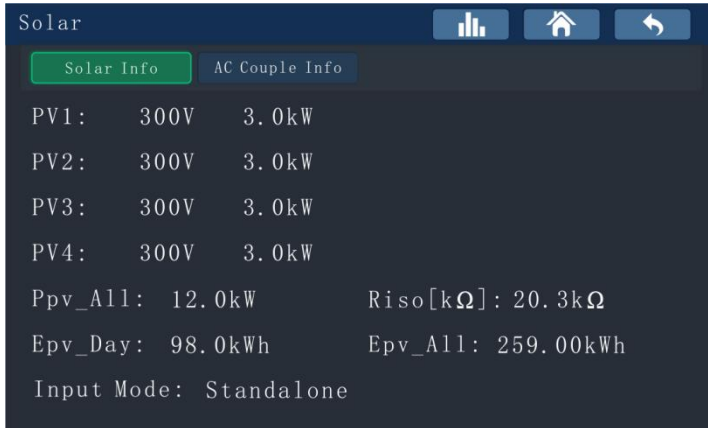 Solar
Solar Info AC Couple Info
PV1: 300V 3.0kW
PV2: 300V 3.0kW
PV3: 300V 3.0kW
PV4: 300V 3.0kW
Ppv_All: 12.0kW Riso[kΩ]: 20.3kΩ
Epv_Day: 98.0kWh Epv_All: 259.00kWh
Input Mode: Standalone